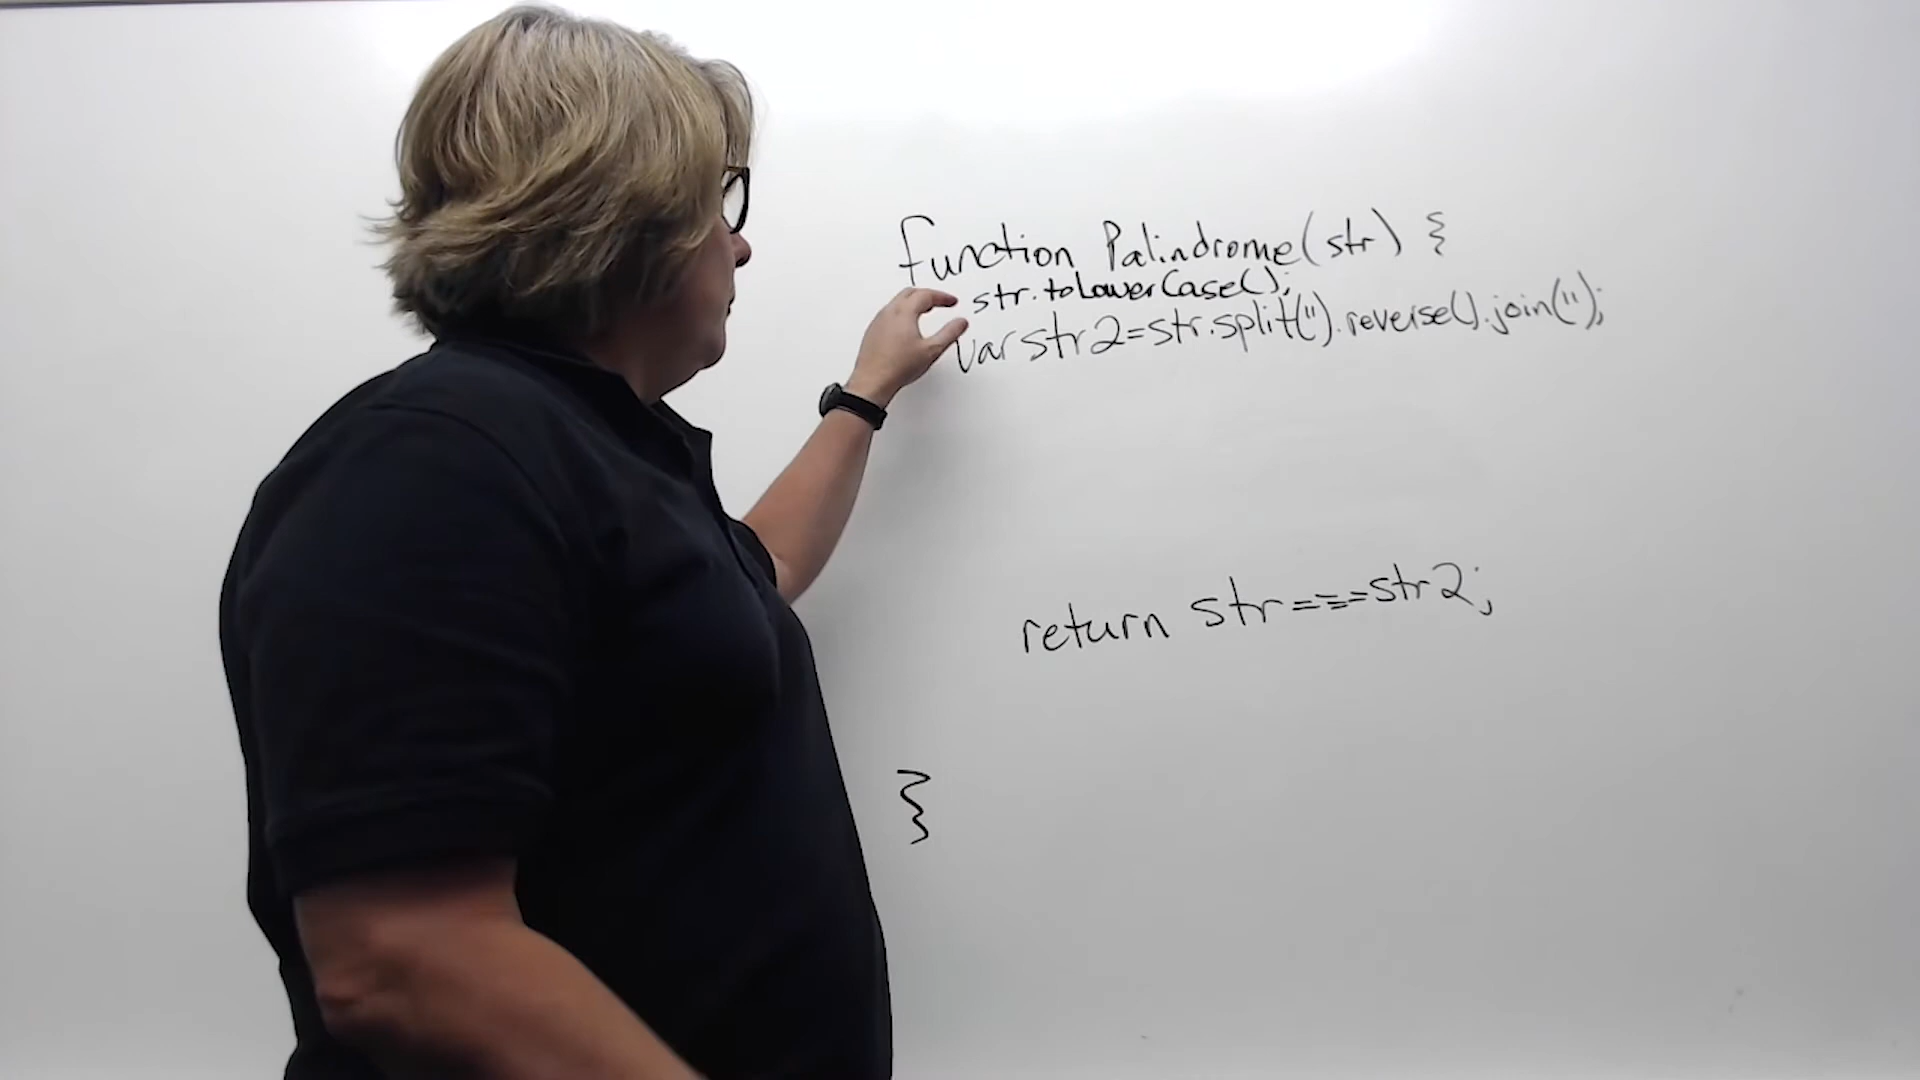 function Palindrome(str) {
str.toLowerCase();
var str2=str.split('').reverse().join('');
return str===str2;
}